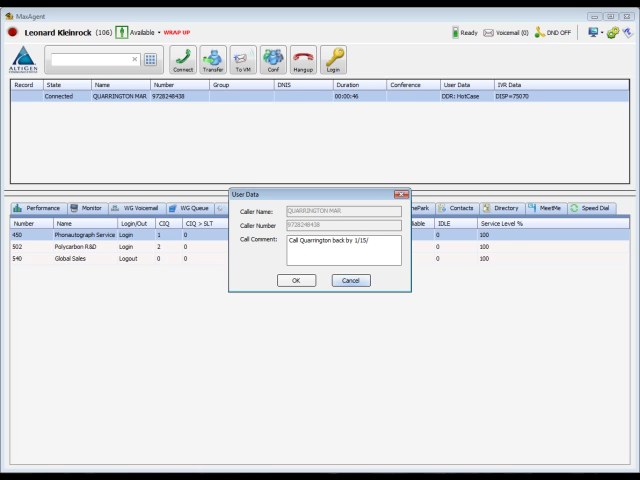 MaxAgent
Leonard Kleinrock (106) Available • WRAP UP
Ready Voicemail (0) DND OFF
ALTIGEN
Connect Transfer To VM Conf Hangup Login
Record State Name Number Group DNIS Duration Conference User Data IVR Data
Connected QUARRINGTON MAR 9728248438 00:00:46 DDR: HotCase DISP=75070
Performance Monitor WG Voicemail WG Queue Contacts Directory MeetMe Speed Dial
Number Name Login/Out CIQ CIQ > SLT IDLE Service Level %
450 Phonautograph Service Login 1 0 0 100
502 Polycarbon R&D Login 2 0 0 100
540 Global Sales Logout 0 0 0 100
User Data
Caller Name: QUARRINGTON MAR
Caller Number 9728248438
Call Comment: Call Quarrington back by 1/15/
OK Cancel